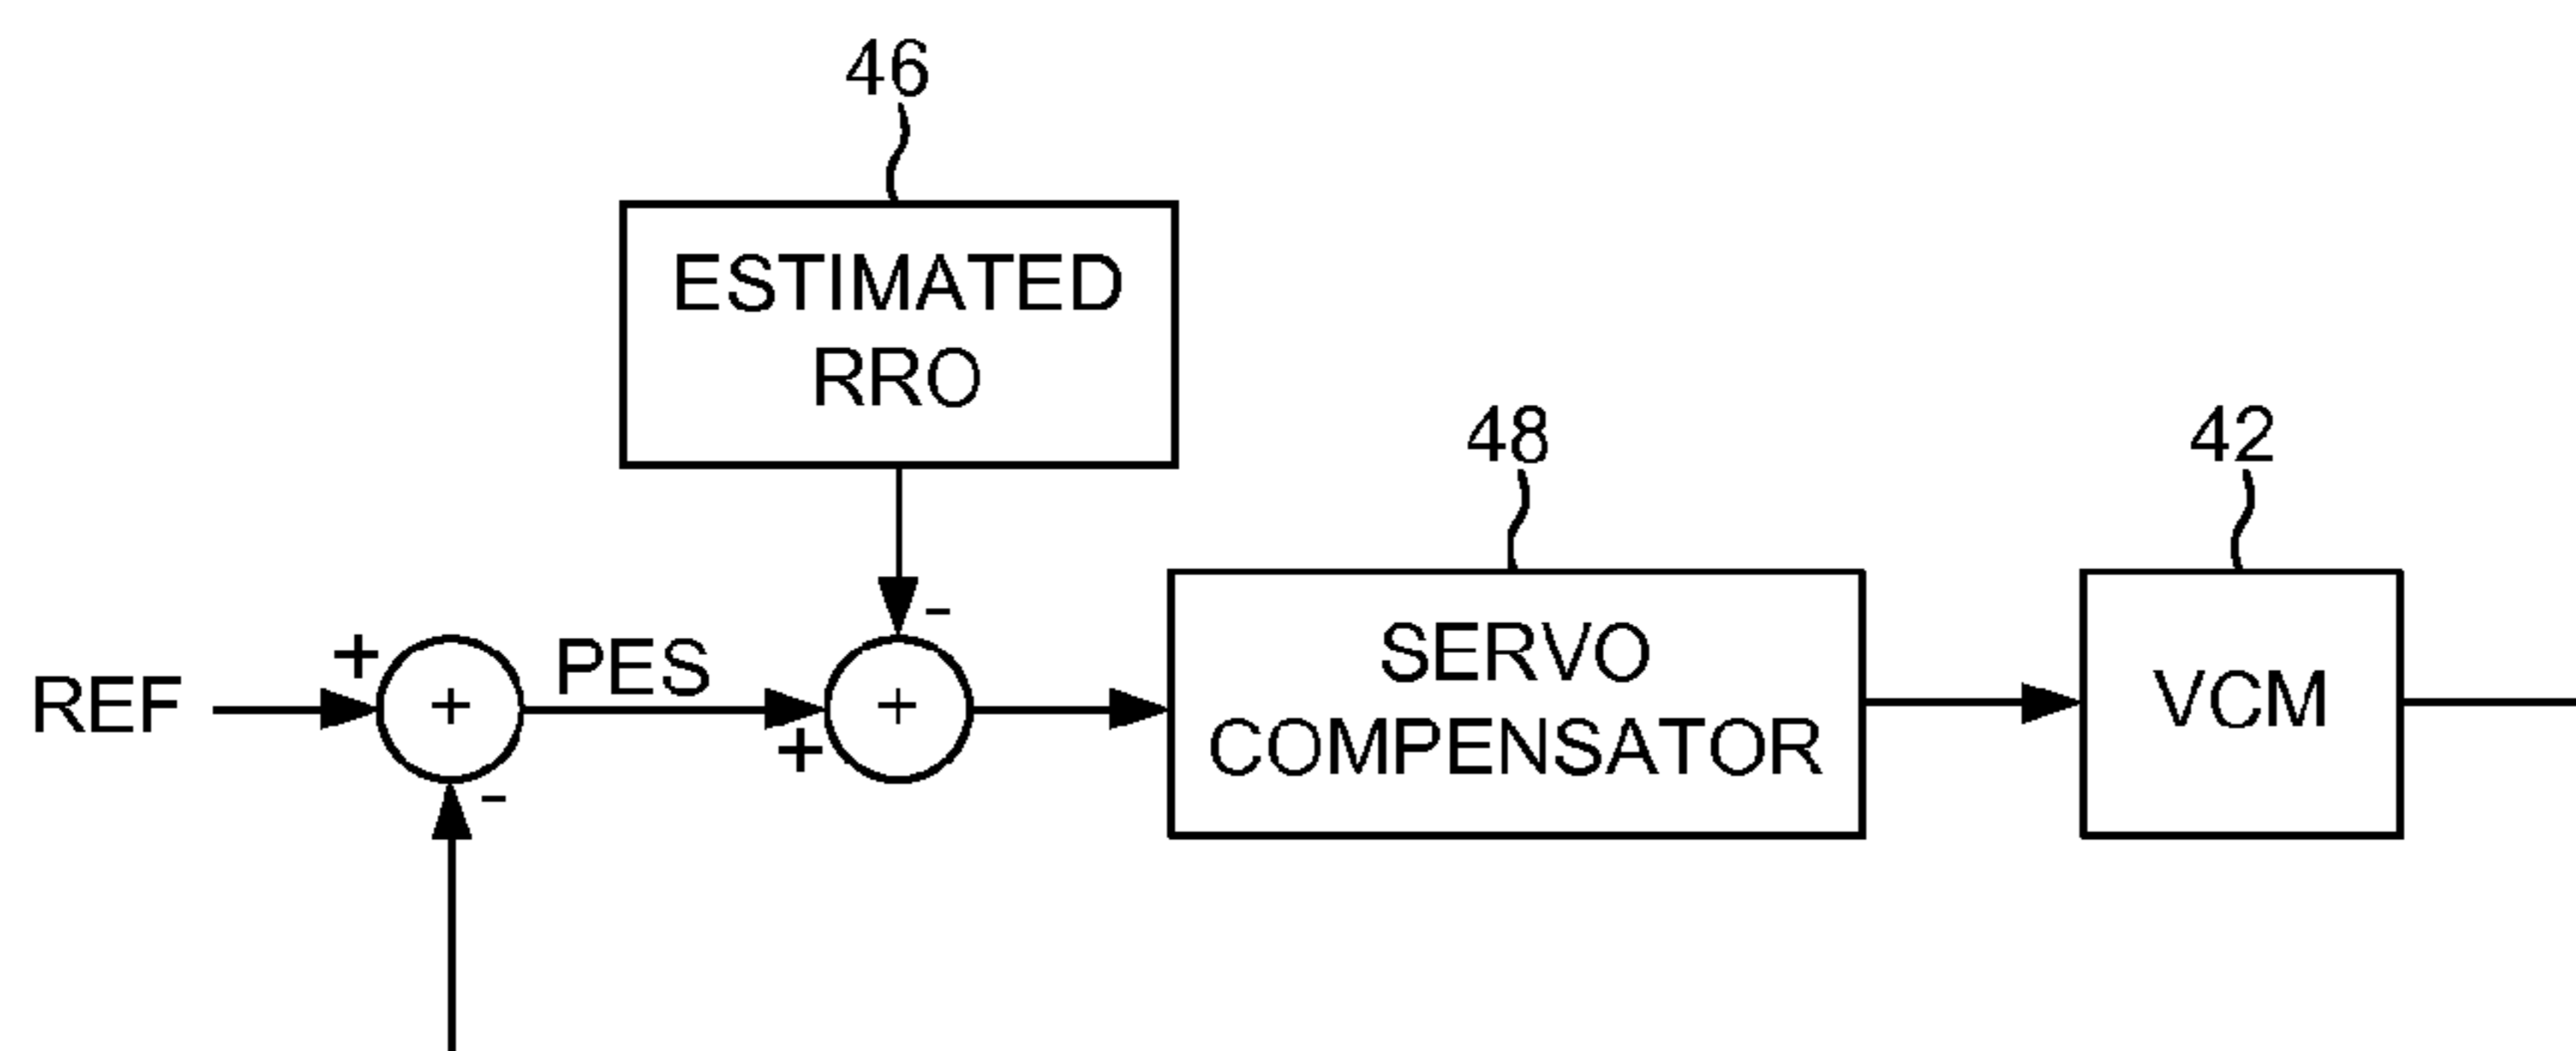 46
ESTIMATED
RRO
48
42
-
+
PES
SERVO
REF
+
+
VCM
+
COMPENSATOR
-